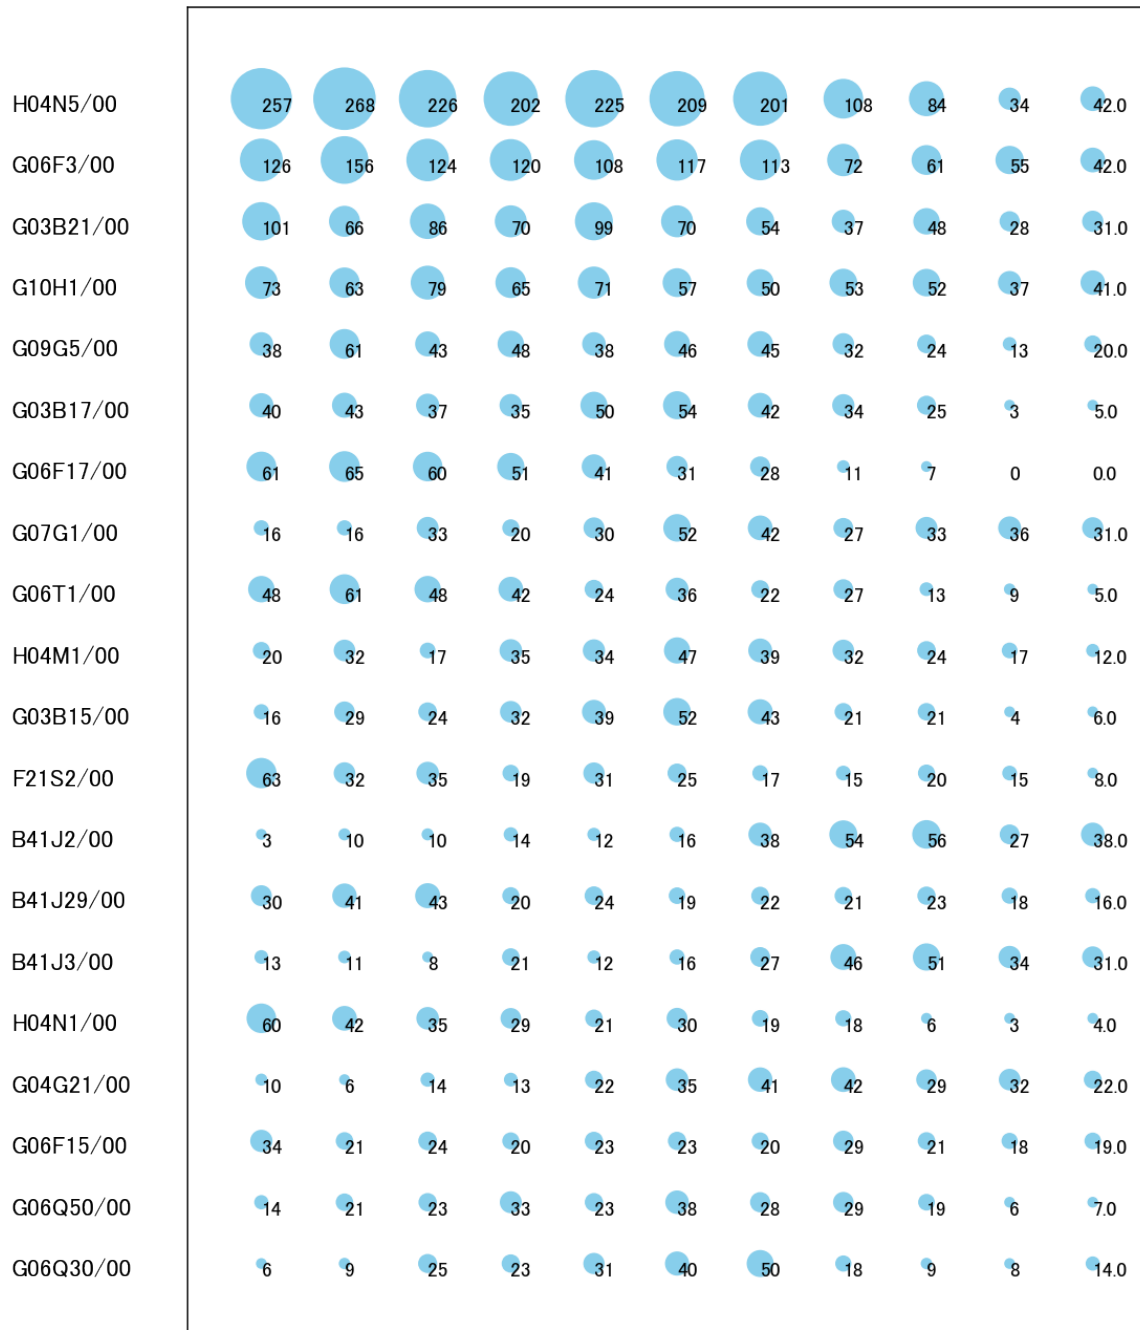 H04N5/00 257 268 226 202 225 209 201 108 84 34 42.0
G06F3/00 126 156 124 120 108 117 113 72 61 55 42.0
G03B21/00 101 66 86 70 99 70 54 37 48 28 31.0
G10H1/00 73 63 79 65 71 57 50 53 52 37 41.0
G09G5/00 38 61 43 48 38 46 45 32 24 13 20.0
G03B17/00 40 43 37 35 50 54 42 34 25 3 5.0
G06F17/00 61 65 60 51 41 31 28 11 7 0 0.0
G07G1/00 16 16 33 20 30 52 42 27 33 36 31.0
G06T1/00 48 61 48 42 24 36 22 27 13 9 5.0
H04M1/00 20 32 17 35 34 47 39 32 24 17 12.0
G03B15/00 16 29 24 32 39 52 43 21 21 4 6.0
F21S2/00 63 32 35 19 31 25 17 15 20 15 8.0
B41J2/00 3 10 10 14 12 16 38 54 56 27 38.0
B41J29/00 30 41 43 20 24 19 22 21 23 18 16.0
B41J3/00 13 11 8 21 12 16 27 46 51 34 31.0
H04N1/00 60 42 35 29 21 30 19 18 6 3 4.0
G04G21/00 10 6 14 13 22 35 41 42 29 32 22.0
G06F15/00 34 21 24 20 23 23 20 29 21 18 19.0
G06Q50/00 14 21 23 33 23 38 28 29 19 6 7.0
G06Q30/00 6 9 25 23 31 40 50 18 9 8 14.0